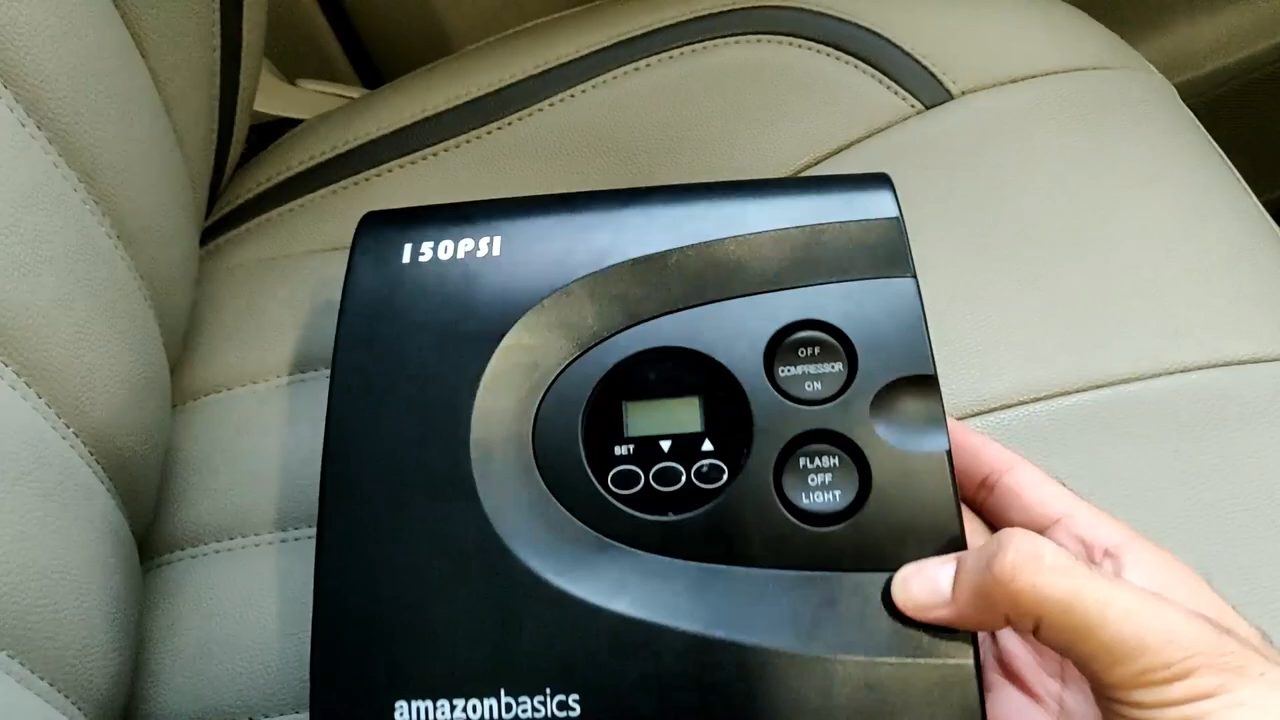 150PSI
OFF
COMPRESSOR
ON
SET ▼ ▲
FLASH
OFF
LIGHT
amazonbasics